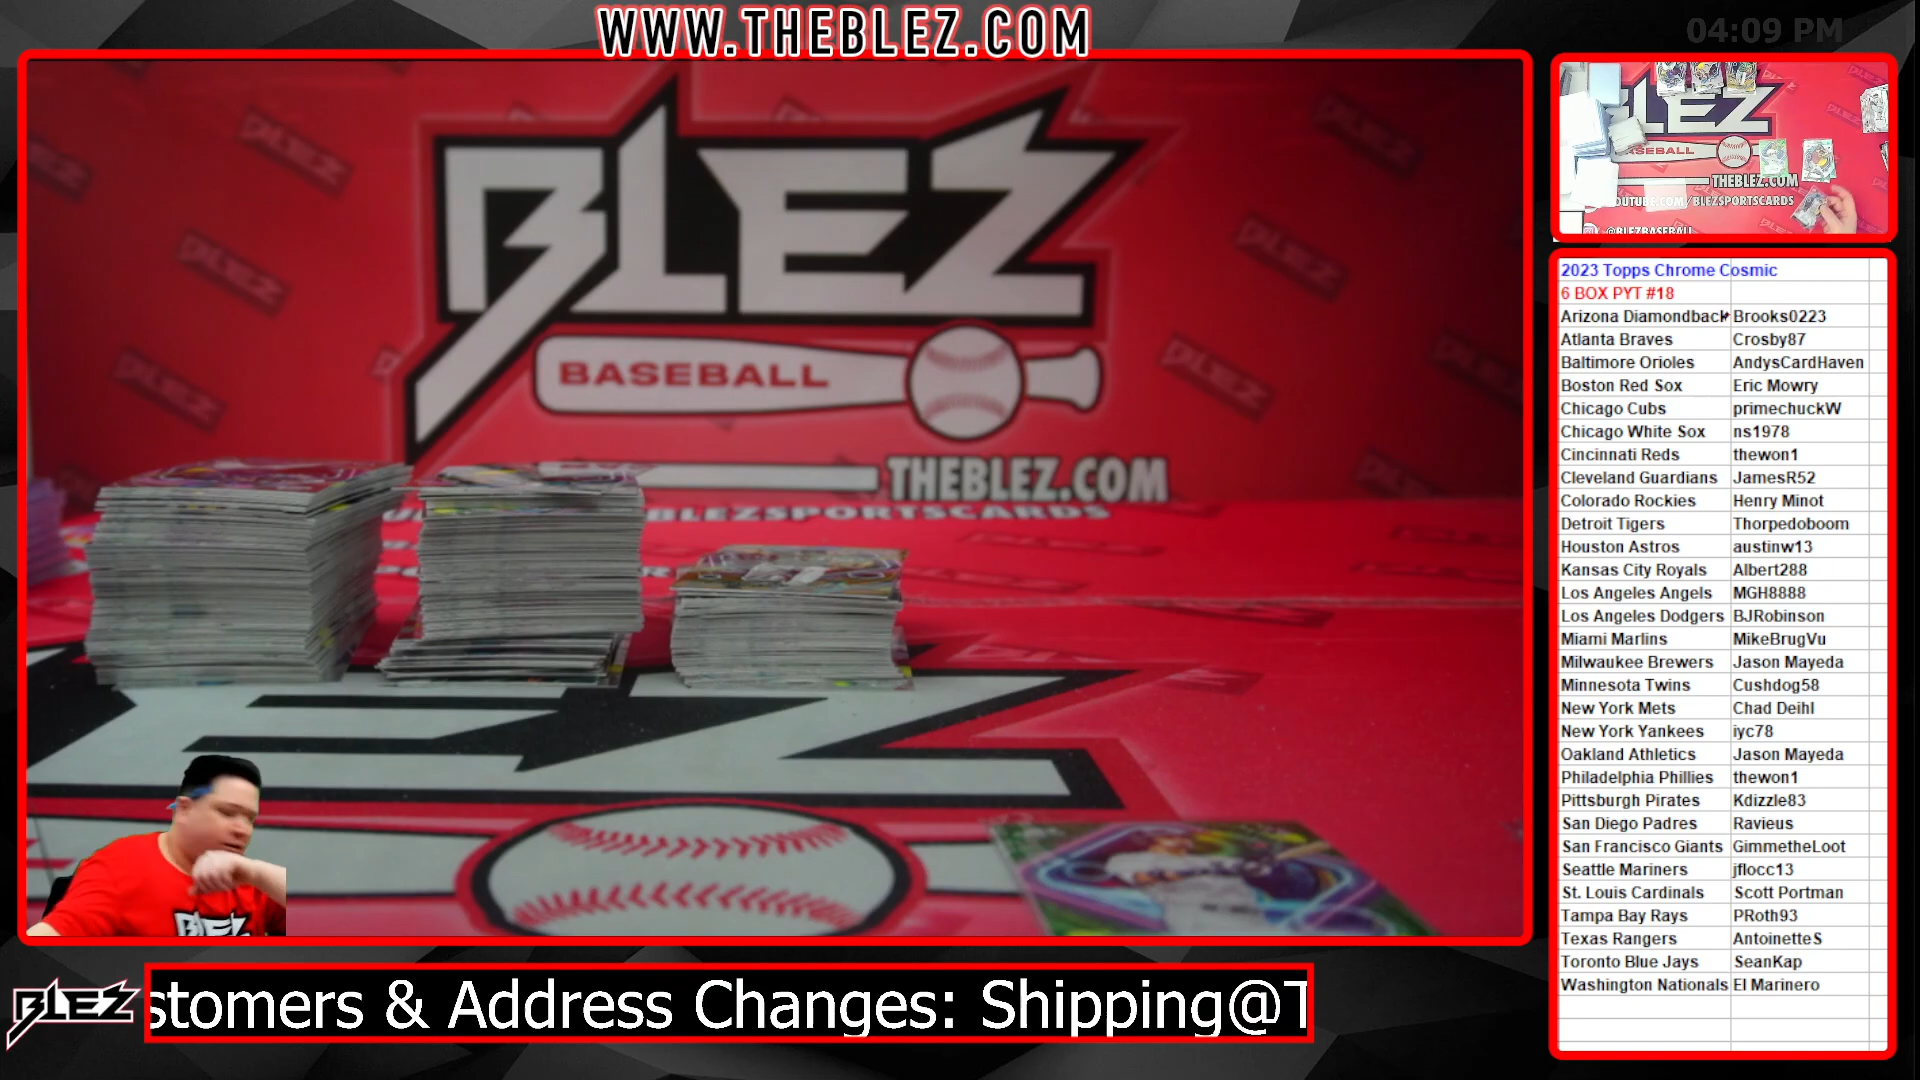 WWW.THEBLEZ.COM
04:09 PM
BLEZ
BASEBALL
THEBLEZ.COM
BLEZSPORTSCARDS
BLEZ
stomers & Address Changes: Shipping@T
THEBLEZ.COM
/BLEZSPORTSCARDS
@BLEZBASEBALL
2023 Topps Chrome Cosmic
6 BOX PYT #18
Arizona Diamondback Brooks0223
Atlanta Braves Crosby87
Baltimore Orioles AndysCardHaven
Boston Red Sox Eric Mowry
Chicago Cubs primechuckW
Chicago White Sox ns1978
Cincinnati Reds thewon1
Cleveland Guardians JamesR52
Colorado Rockies Henry Minot
Detroit Tigers Thorpedoboom
Houston Astros austinw13
Kansas City Royals Albert288
Los Angeles Angels MGH8888
Los Angeles Dodgers BJRobinson
Miami Marlins MikeBrugVu
Milwaukee Brewers Jason Mayeda
Minnesota Twins Cushdog58
New York Mets Chad Deihl
New York Yankees iyc78
Oakland Athletics Jason Mayeda
Philadelphia Phillies thewon1
Pittsburgh Pirates Kdizzle83
San Diego Padres Ravieus
San Francisco Giants GimmetheLoot
Seattle Mariners jflocc13
St. Louis Cardinals Scott Portman
Tampa Bay Rays PRoth93
Texas Rangers AntoinetteS
Toronto Blue Jays SeanKap
Washington Nationals El Marinero